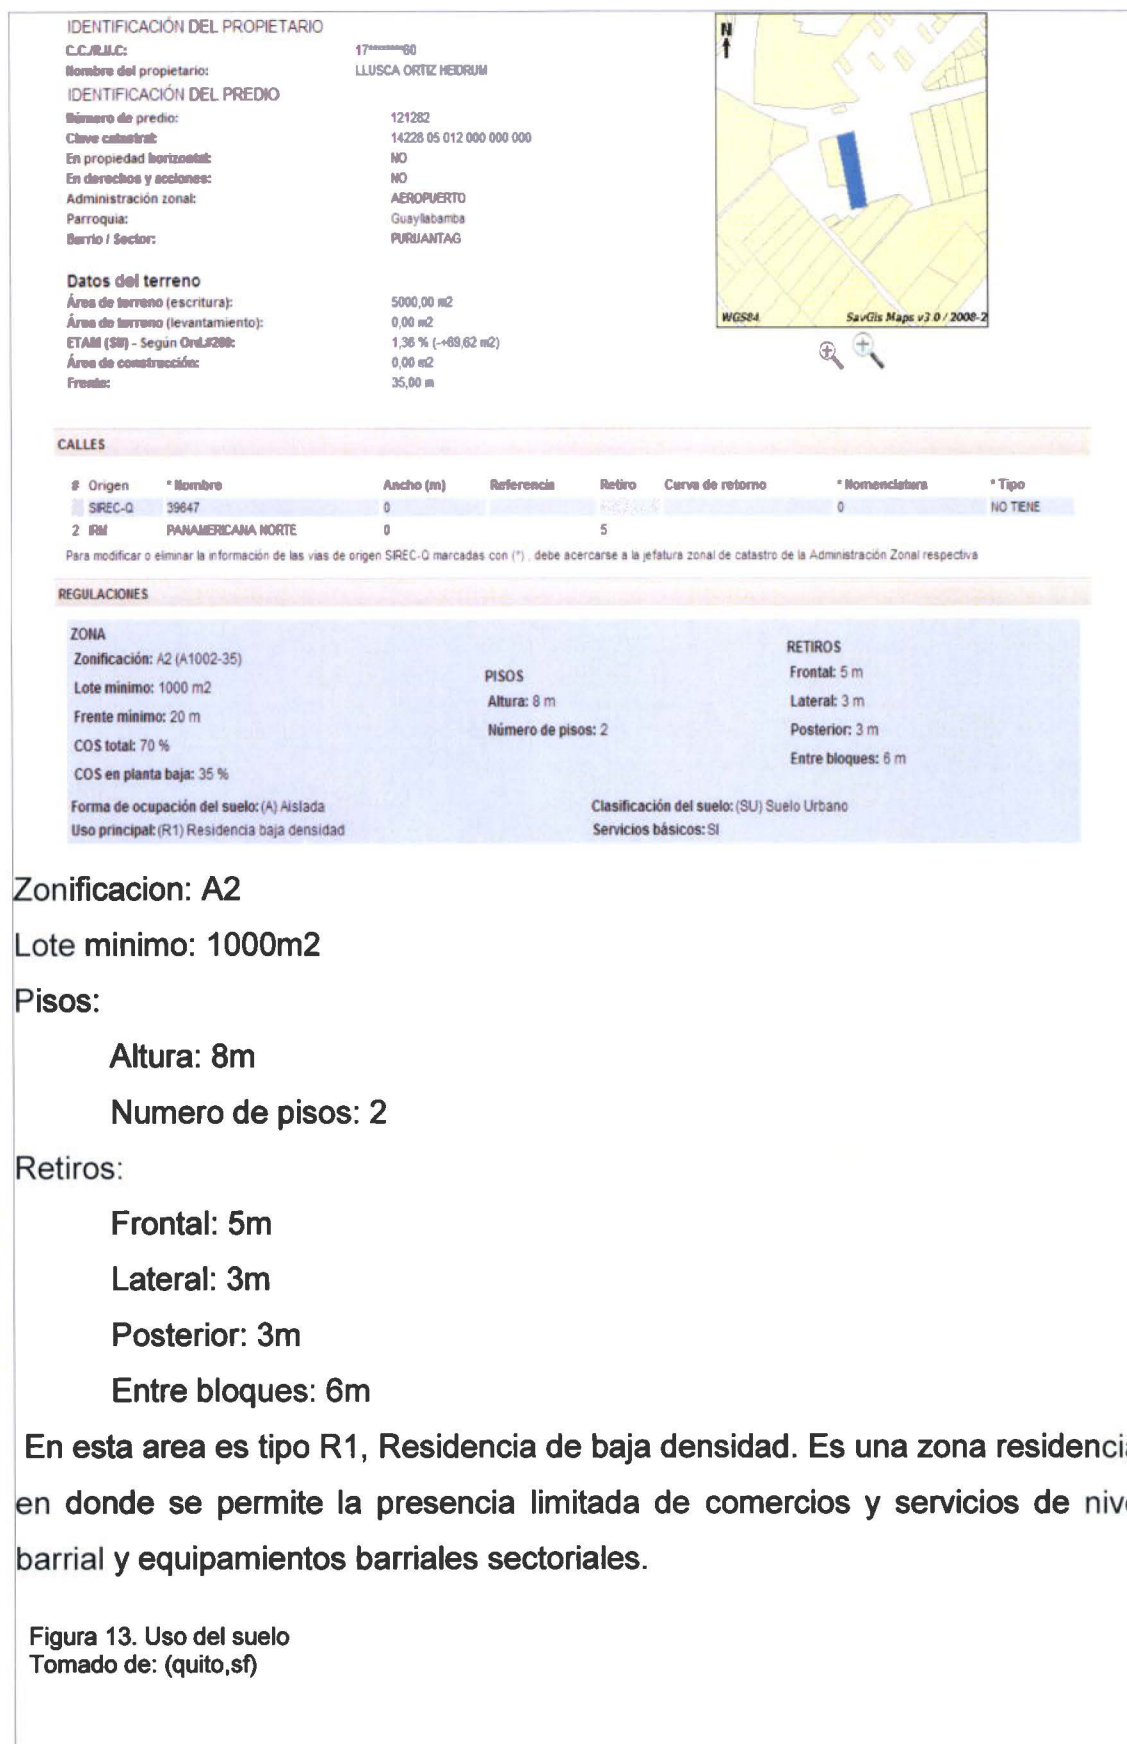 IDENTIFICACIÓN DEL PROPIETARIO
C.C./R.U.C: 17********60
Nombre del propietario: LLUSCA ORTIZ HEIDRUM
IDENTIFICACIÓN DEL PREDIO
Número de predio: 121282
Clave catastral: 14228 05 012 000 000 000
En propiedad horizontal: NO
En derechos y acciones: NO
Administración zonal: AEROPUERTO
Parroquia: Guayllabamba
Barrio / Sector: PURUANTAG
Datos del terreno
Área de terreno (escritura): 5000,00 m2
Área de terreno (levantamiento): 0,00 m2
ETAM (SU) - Según Ord.#269: 1,36 % (-+69,62 m2)
Área de construcción: 0,00 m2
Frente: 35,00 m
N
WGS84 SavGis Maps v3.0 / 2008-2
CALLES
# Origen * Nombre Ancho (m) Referencia Retiro Curva de retorno * Nomenclatura * Tipo
SIREC-Q 39647 0 0 NO TIENE
2 IRM PANAMERICANA NORTE 0 5
Para modificar o eliminar la información de las vias de origen SIREC-Q marcadas con (*) , debe acercarse a la jefatura zonal de catastro de la Administración Zonal respectiva
REGULACIONES
ZONA
Zonificación: A2 (A1002-35)
Lote minimo: 1000 m2
Frente minimo: 20 m
COS total: 70 %
COS en planta baja: 35 %
PISOS
Altura: 8 m
Número de pisos: 2
RETIROS
Frontal: 5 m
Lateral: 3 m
Posterior: 3 m
Entre bloques: 6 m
Forma de ocupación del suelo: (A) Aislada
Clasificación del suelo: (SU) Suelo Urbano
Uso principal: (R1) Residencia baja densidad
Servicios básicos: SI
Zonificacion: A2
Lote minimo: 1000m2
Pisos:
Altura: 8m
Numero de pisos: 2
Retiros:
Frontal: 5m
Lateral: 3m
Posterior: 3m
Entre bloques: 6m
En esta area es tipo R1, Residencia de baja densidad. Es una zona residencia
en donde se permite la presencia limitada de comercios y servicios de nive
barrial y equipamientos barriales sectoriales.
Figura 13. Uso del suelo
Tomado de: (quito,sf)